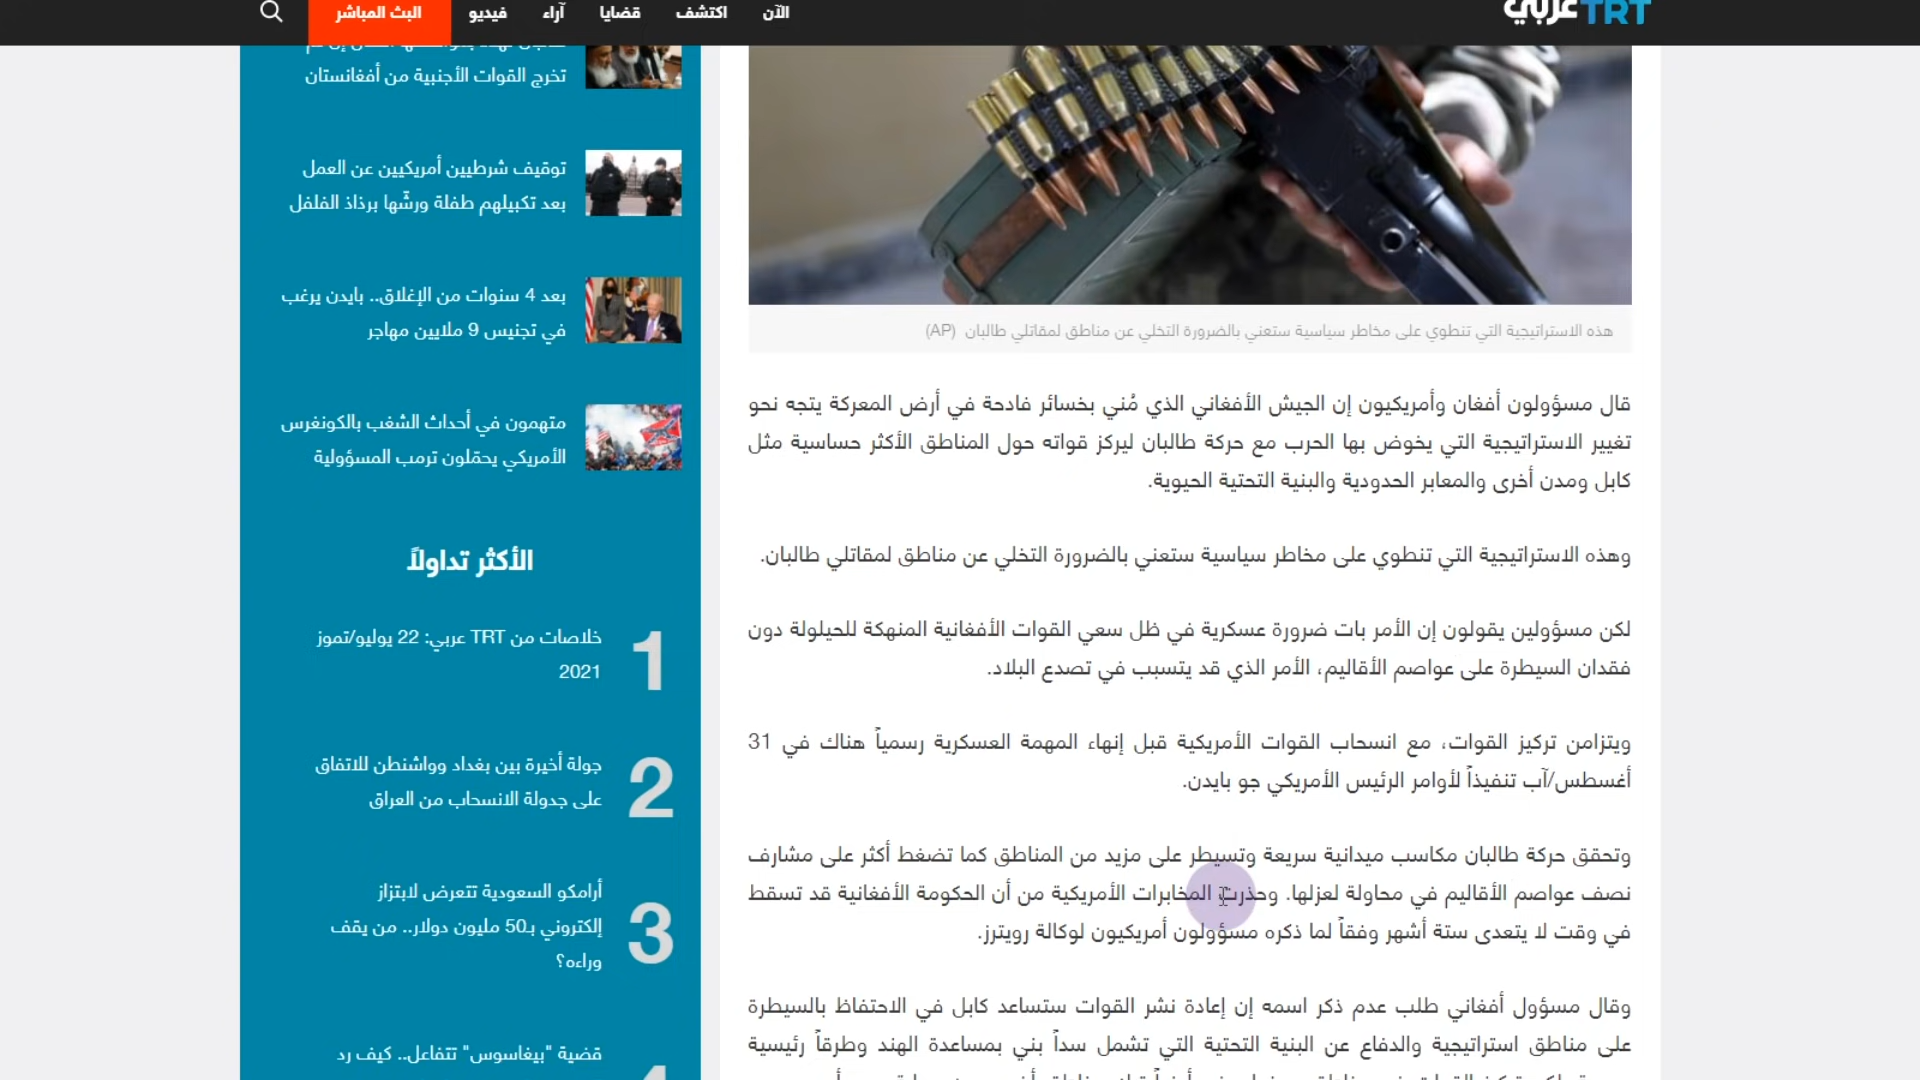 TRT عربي
الآن
اكتشف
قضايا
آراء
فيديو
البث المباشر
هذه الاستراتيجية التي تنطوي على مخاطر سياسية ستعني بالضرورة التخلي عن مناطق لمقاتلي طالبان (AP)
قال مسؤولون أفغان وأمريكيون إن الجيش الأفغاني الذي مُني بخسائر فادحة في أرض المعركة يتجه نحو
تغيير الاستراتيجية التي يخوض بها الحرب مع حركة طالبان ليركز قواته حول المناطق الأكثر حساسية مثل
كابل ومدن أخرى والمعابر الحدودية والبنية التحتية الحيوية.
وهذه الاستراتيجية التي تنطوي على مخاطر سياسية ستعني بالضرورة التخلي عن مناطق لمقاتلي طالبان.
لكن مسؤولين يقولون إن الأمر بات ضرورة عسكرية في ظل سعي القوات الأفغانية المنهكة للحيلولة دون
فقدان السيطرة على عواصم الأقاليم، الأمر الذي قد يتسبب في تصدع البلاد.
ويتزامن تركيز القوات، مع انسحاب القوات الأمريكية قبل إنهاء المهمة العسكرية رسمياً هناك في 31
أغسطس/آب تنفيذاً لأوامر الرئيس الأمريكي جو بايدن.
وتحقق حركة طالبان مكاسب ميدانية سريعة وتسيطر على مزيد من المناطق كما تضغط أكثر على مشارف
نصف عواصم الأقاليم في محاولة لعزلها. وحذرت المخابرات الأمريكية من أن الحكومة الأفغانية قد تسقط
في وقت لا يتعدى ستة أشهر وفقاً لما ذكره مسؤولون أمريكيون لوكالة رويترز.
وقال مسؤول أفغاني طلب عدم ذكر اسمه إن إعادة نشر القوات ستساعد كابل في الاحتفاظ بالسيطرة
على مناطق استراتيجية والدفاع عن البنية التحتية التي تشمل سداً بني بمساعدة الهند وطرقاً رئيسية
تخرج القوات الأجنبية من أفغانستان
توقيف شرطيين أمريكيين عن العمل
بعد تكبيلهم طفلة ورشّها برذاذ الفلفل
بعد 4 سنوات من الإغلاق.. بايدن يرغب
في تجنيس 9 ملايين مهاجر
متهمون في أحداث الشغب بالكونغرس
الأمريكي يحمّلون ترمب المسؤولية
الأكثر تداولاً
1
خلاصات من TRT عربي: 22 يوليو/تموز
2021
2
جولة أخيرة بين بغداد وواشنطن للاتفاق
على جدولة الانسحاب من العراق
3
أرامكو السعودية تتعرض لابتزاز
إلكتروني بـ50 مليون دولار.. من يقف
وراءه؟
قضية "بيغاسوس" تتفاعل.. كيف رد